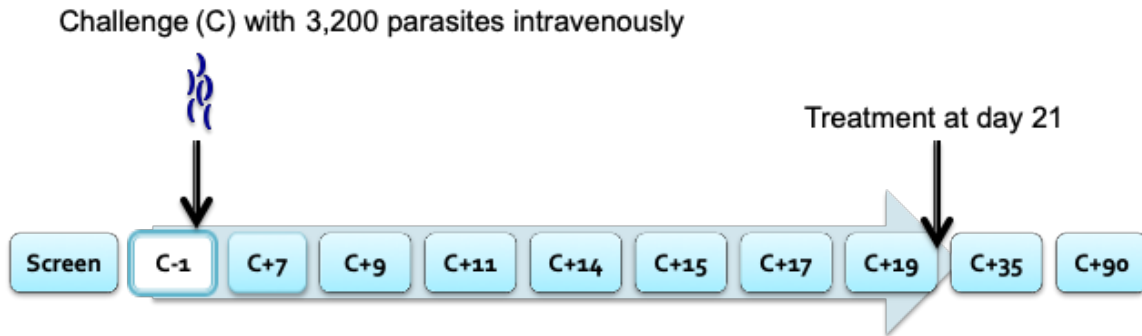 Challenge (C) with 3,200 parasites intravenously
Treatment at day 21
Screen C-1 C+7 C+9 C+11 C+14 C+15 C+17 C+19 C+35 C+90